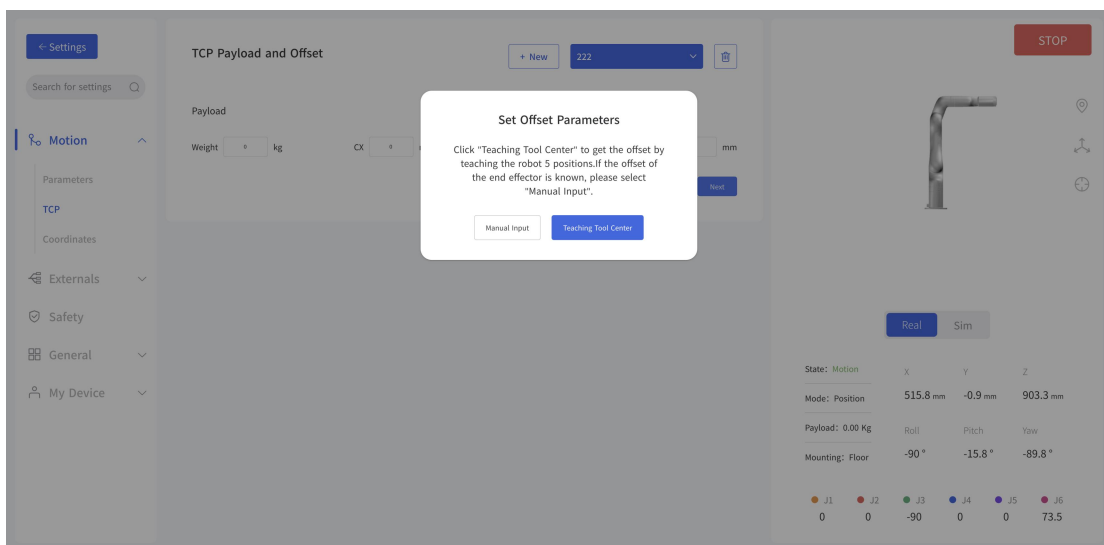 ← Settings
Search for settings
Motion
Parameters
TCP
Coordinates
Externals
Safety
General
My Device
TCP Payload and Offset
+ New
222
Payload
Weight 0 kg
CX 0
mm
Next
Set Offset Parameters
Click "Teaching Tool Center" to get the offset by
teaching the robot 5 positions.If the offset of
the end effector is known, please select
"Manual Input".
Manual Input
Teaching Tool Center
STOP
Real Sim
State: Motion
Mode: Position
Payload: 0.00 Kg
Mounting: Floor
X Y Z
515.8 mm -0.9 mm 903.3 mm
Roll Pitch Yaw
-90 ° -15.8 ° -89.8 °
J1 J2 J3 J4 J5 J6
0 0 -90 0 0 73.5